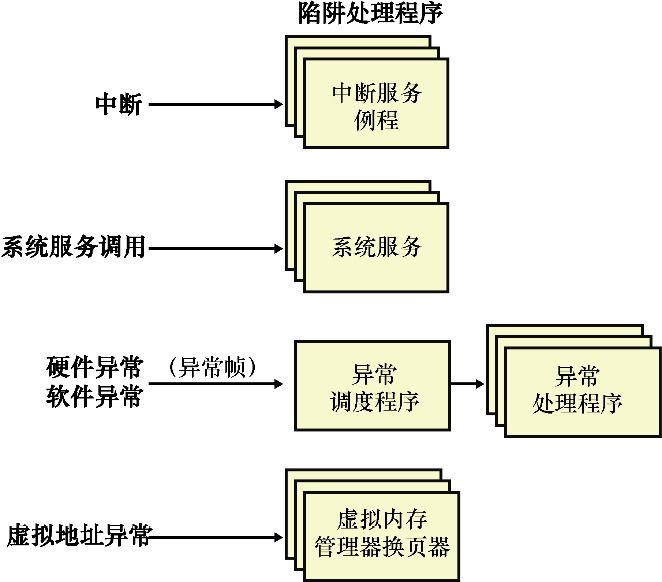 陷阱处理程序
中断
中断服务
例程
系统服务调用
系统服务
硬件异常
软件异常
（异常帧）
异常
调度程序
异常
处理程序
虚拟地址异常
虚拟内存
管理器换页器